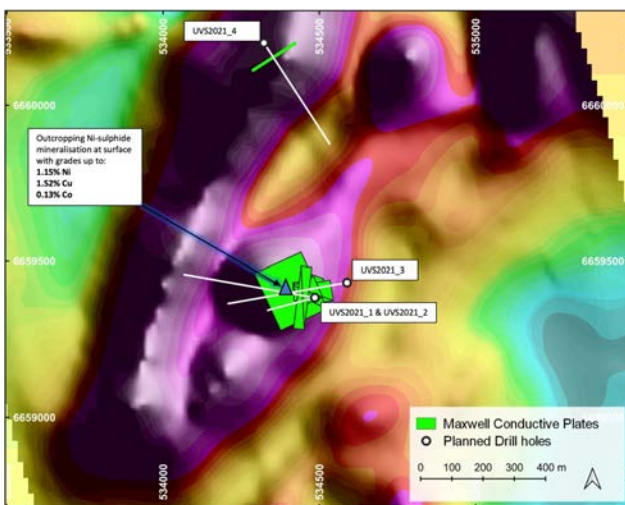 533500
534000
534500
535000
UVS2021_4
6660000
6660000
Outcropping Ni-sulphide
mineralisation at surface
with grades up to:
1.15% Ni
1.52% Cu
0.13% Co
6659500
6659500
UVS2021_3
UVS2021_1 & UVS2021_2
6659000
Maxwell Conductive Plates
Planned Drill holes
0 100 200 300 400 m
534000
534500